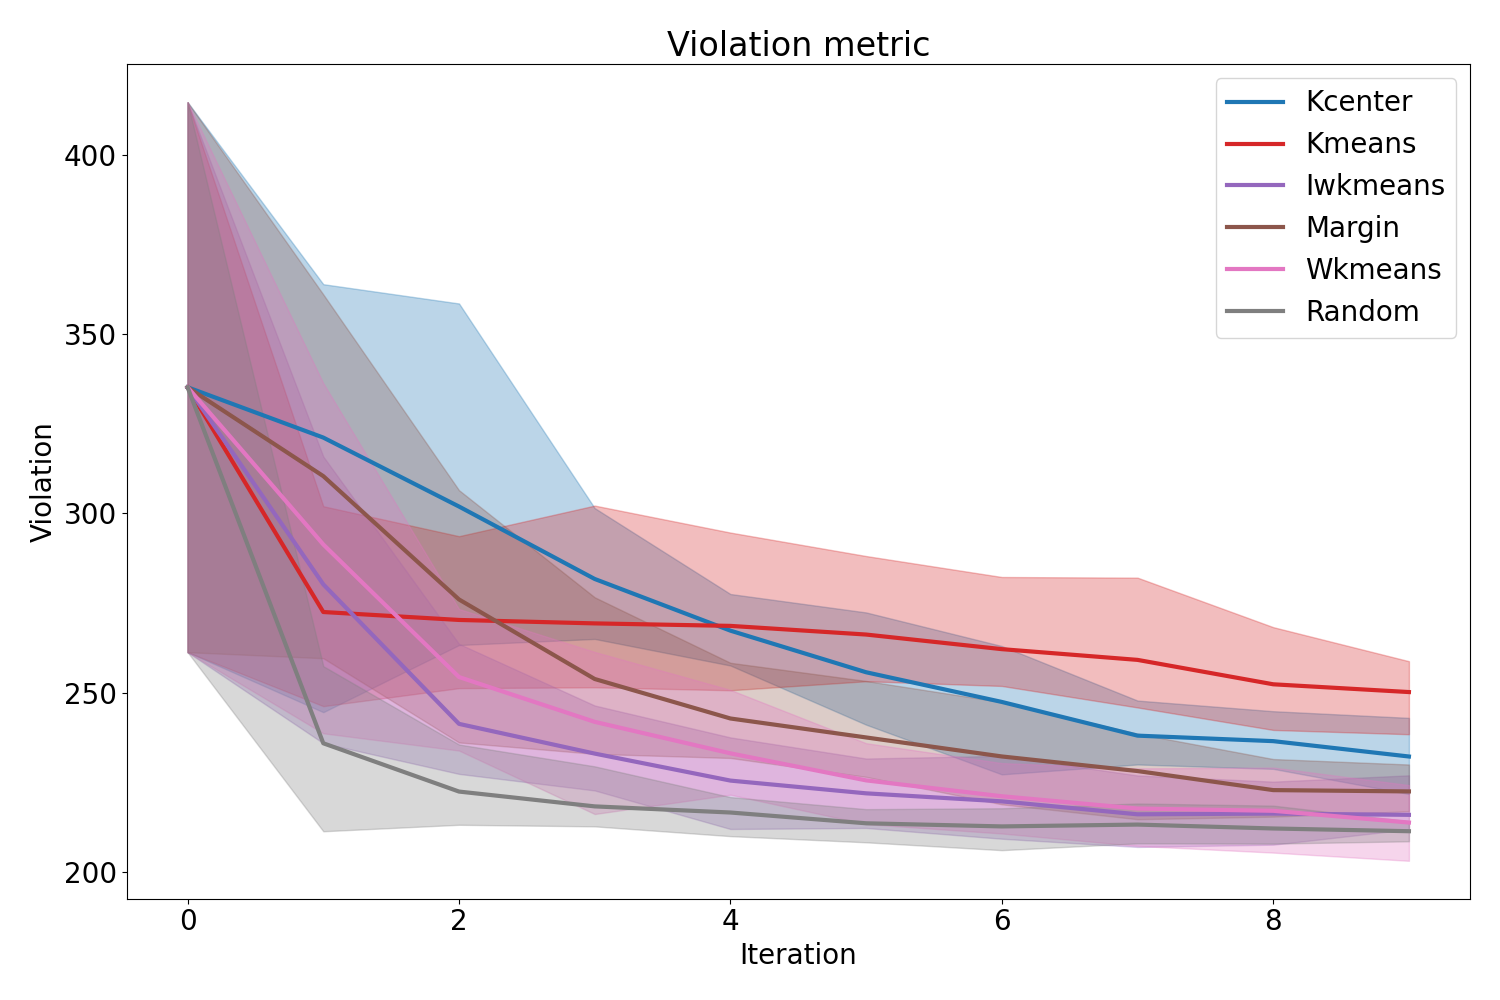 Violation metric
Kcenter
Kmeans
Iwkmeans
Margin
Wkmeans
Random
Violation
400
350
300
250
200
0 2 4 6 8
Iteration